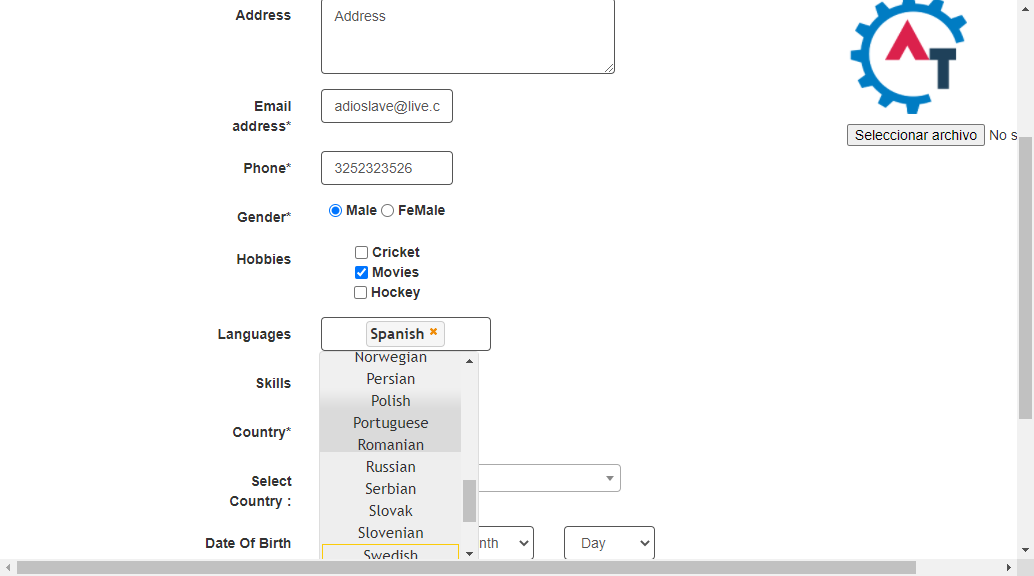 Address
Address
Email address*
adioslave@live.c
Seleccionar archivo No s
Phone*
3252323526
Gender*
Male FeMale
Hobbies
Cricket
Movies
Hockey
Languages
Spanish ×
Norwegian
Persian
Skills
Polish
Portuguese
Country*
Romanian
Russian
Select Country :
Serbian
Slovak
Slovenian
Date Of Birth
nth
Day
Swedish
AT